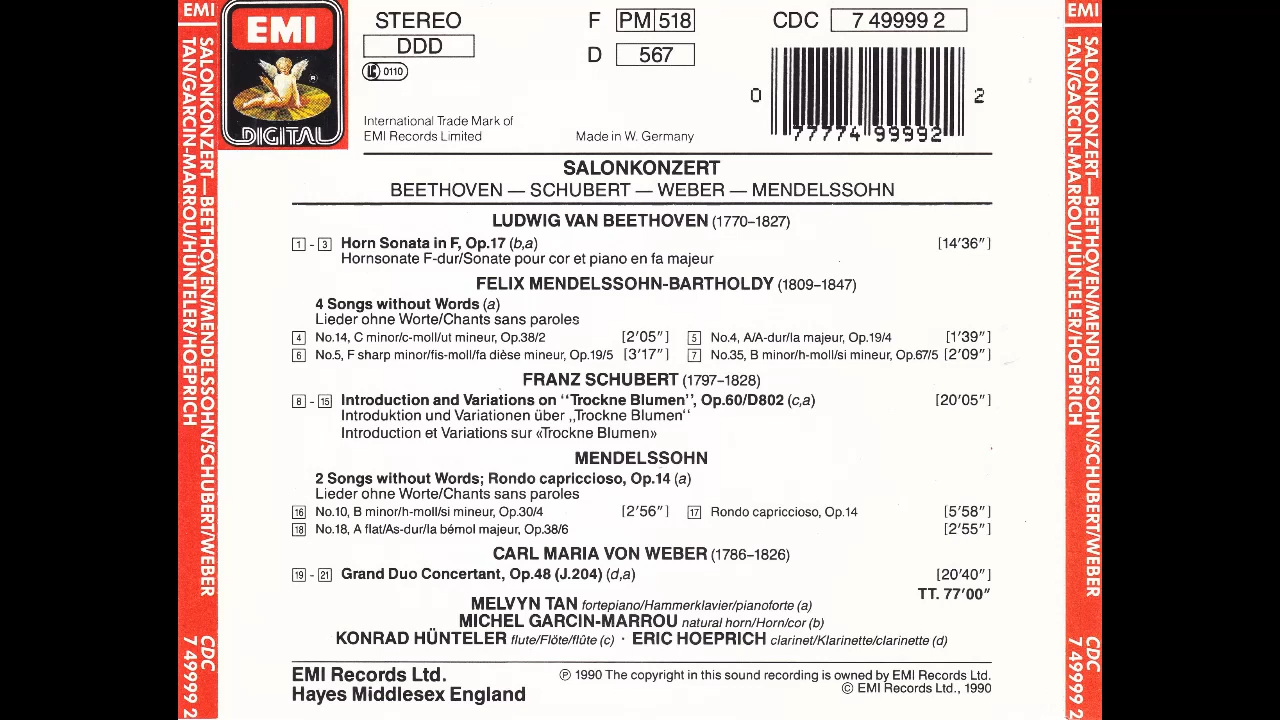 EMI
SALONKONZERT—BEETHOVEN/MENDELSSOHN/SCHUBERT/WEBER
TAN/GARCIN-MARROU/HÜNTELER/HOEPRICH
CDC
7 49999 2
EMI
DIGITAL
®
STEREO
DDD
LC 0110
International Trade Mark of
EMI Records Limited
F PM 518
D 567
Made in W. Germany
CDC 7 49999 2
0 77774 99992 2
SALONKONZERT
BEETHOVEN — SCHUBERT — WEBER — MENDELSSOHN
LUDWIG VAN BEETHOVEN (1770–1827)
1 - 3 Horn Sonata in F, Op.17 (b,a) [14'36"]
Hornsonate F-dur/Sonate pour cor et piano en fa majeur
FELIX MENDELSSOHN-BARTHOLDY (1809–1847)
4 Songs without Words (a)
Lieder ohne Worte/Chants sans paroles
4 No.14, C minor/c-moll/ut mineur, Op.38/2 [2'05"] 5 No.4, A/A-dur/la majeur, Op.19/4 [1'39"]
6 No.5, F sharp minor/fis-moll/fa dièse mineur, Op.19/5 [3'17"] 7 No.35, B minor/h-moll/si mineur, Op.67/5 [2'09"]
FRANZ SCHUBERT (1797–1828)
8 - 15 Introduction and Variations on "Trockne Blumen", Op.60/D802 (c,a) [20'05"]
Introduktion und Variationen über „Trockne Blumen"
Introduction et Variations sur «Trockne Blumen»
MENDELSSOHN
2 Songs without Words; Rondo capriccioso, Op.14 (a)
Lieder ohne Worte/Chants sans paroles
16 No.10, B minor/h-moll/si mineur, Op.30/4 [2'56"] 17 Rondo capriccioso, Op.14 [5'58"]
18 No.18, A flat/As-dur/la bémol majeur, Op.38/6 [2'55"]
CARL MARIA VON WEBER (1786–1826)
19 - 21 Grand Duo Concertant, Op.48 (J.204) (d,a) [20'40"]
TT. 77'00"
MELVYN TAN fortepiano/Hammerklavier/pianoforte (a)
MICHEL GARCIN-MARROU natural horn/Horn/cor (b)
KONRAD HÜNTELER flute/Flöte/flûte (c) · ERIC HOEPRICH clarinet/Klarinette/clarinette (d)
EMI Records Ltd.
Hayes Middlesex England
℗ 1990 The copyright in this sound recording is owned by EMI Records Ltd.
© EMI Records Ltd., 1990
EMI
SALONKONZERT—BEETHOVEN/MENDELSSOHN/SCHUBERT/WEBER
TAN/GARCIN-MARROU/HÜNTELER/HOEPRICH
CDC
7 49999 2